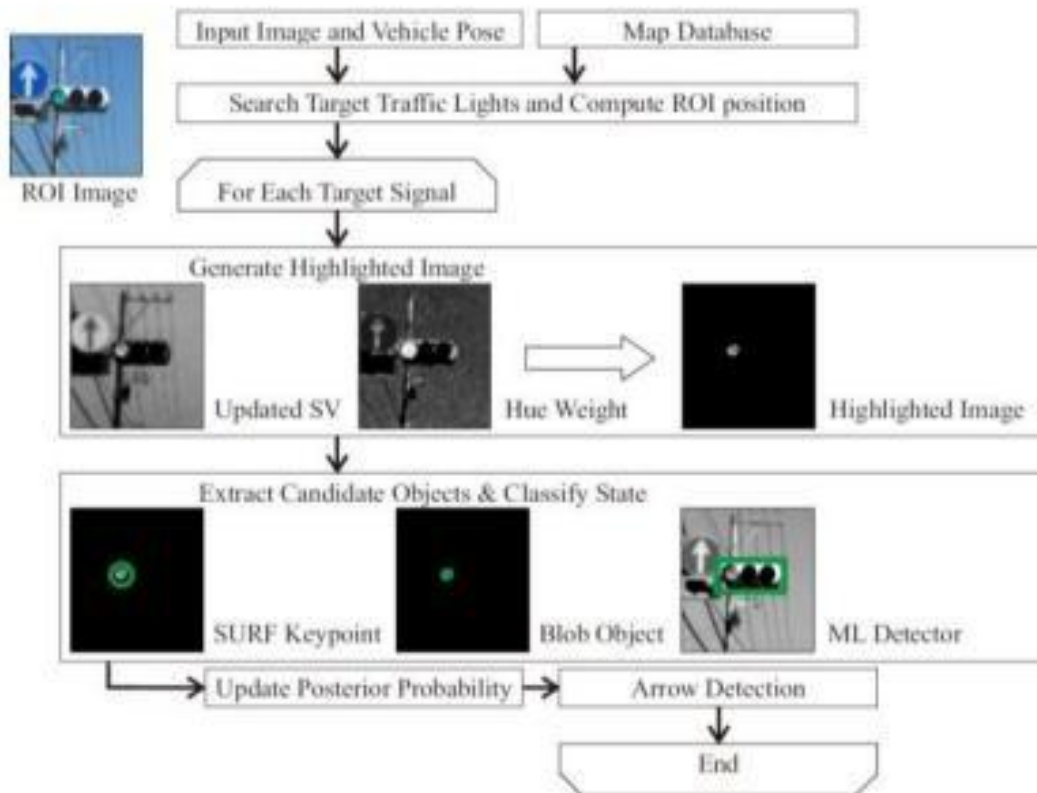 Input Image and Vehicle Pose
Map Database
Search Target Traffic Lights and Compute ROI position
ROI Image
For Each Target Signal
Generate Highlighted Image
Updated SV
Hue Weight
Highlighted Image
Extract Candidate Objects & Classify State
SURF Keypoint
Blob Object
ML Detector
Update Posterior Probability
Arrow Detection
End